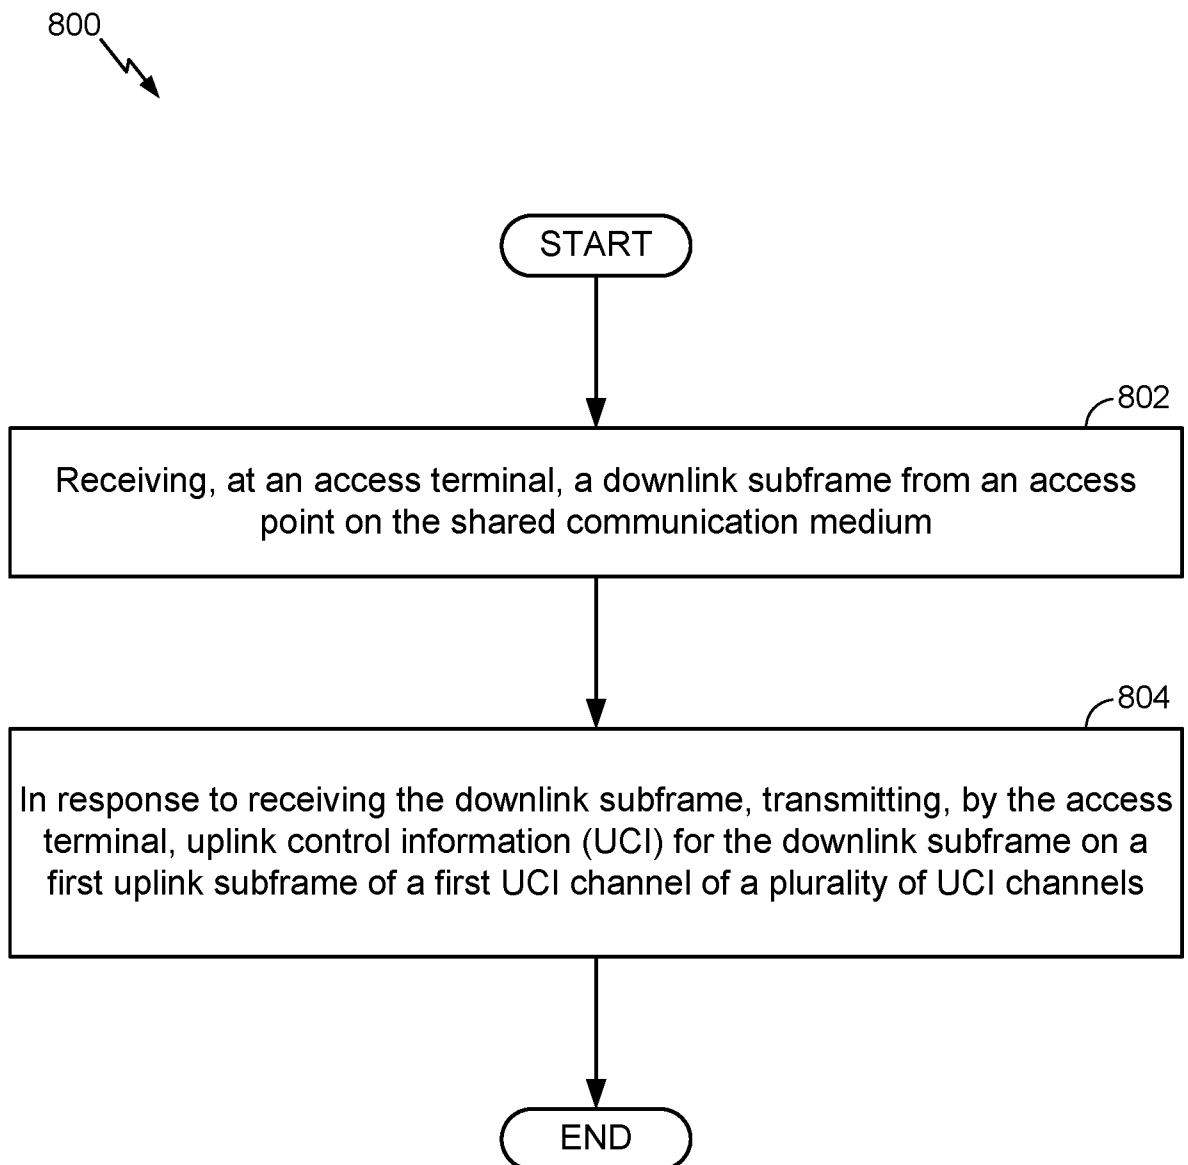 800
START
802
Receiving, at an access terminal, a downlink subframe from an access
point on the shared communication medium
804
In response to receiving the downlink subframe, transmitting, by the access
terminal, uplink control information (UCI) for the downlink subframe on a
first uplink subframe of a first UCI channel of a plurality of UCI channels
END